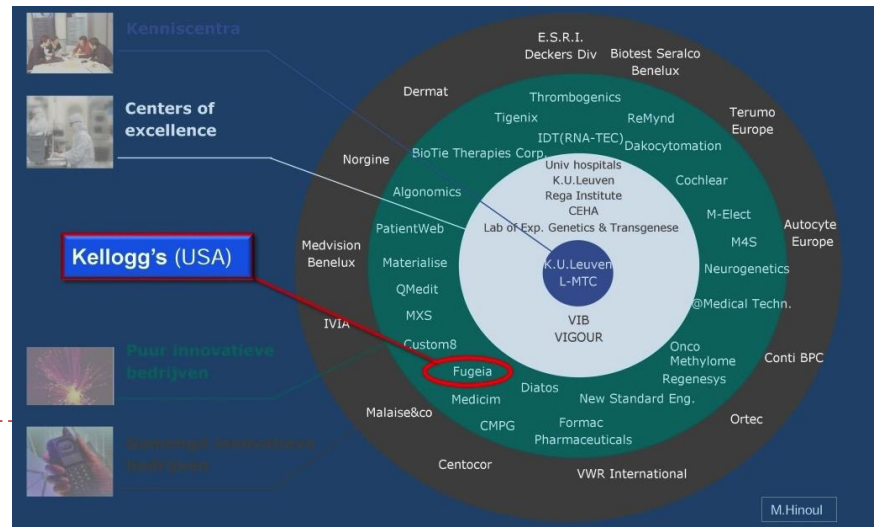 Kenniscentra
Centers of
excellence
Kellogg's (USA)
Puur innovatieve
bedrijven
bedrijven
E.S.R.I.
Deckers Div
Biotest Seralco
Benelux
Dermat
Terumo
Europe
Norgine
Autocyte
Europe
Medvision
Benelux
IVIA
Conti BPC
Malaise&co
Ortec
Centocor
VWR International
Thrombogenics
Tigenix
ReMynd
IDT(RNA-TEC)
Dakocytomation
BioTie Therapies Corp.
Cochlear
Algonomics
M-Elect
PatientWeb
M4S
Materialise
Neurogenetics
QMedit
@Medical Techn.
MXS
Custom8
Onco
Methylome
Fugeia
Regenesys
Diatos
Medicim
New Standard Eng.
CMPG
Formac
Pharmaceuticals
Univ hospitals
K.U.Leuven
Rega Institute
CEHA
Lab of Exp. Genetics & Transgenese
K.U.Leuven
L-MTC
VIB
VIGOUR
M.Hinoul